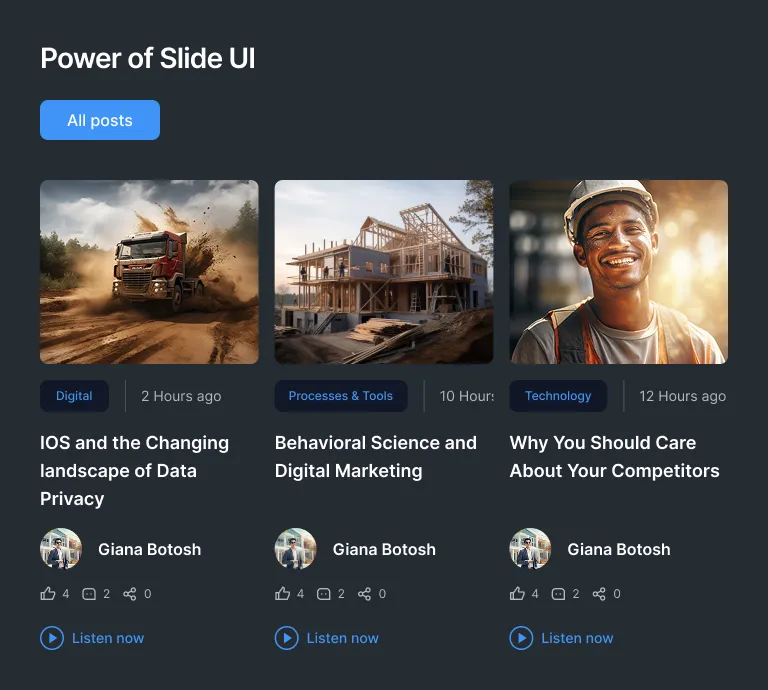 Power of Slide UI
All posts
Digital
2 Hours ago
IOS and the Changing
landscape of Data
Privacy
Giana Botosh
4 2 0
Listen now
Processes & Tools
10 Hours
Behavioral Science and
Digital Marketing
Giana Botosh
4 2 0
Listen now
Technology
12 Hours ago
Why You Should Care
About Your Competitors
Giana Botosh
4 2 0
Listen now